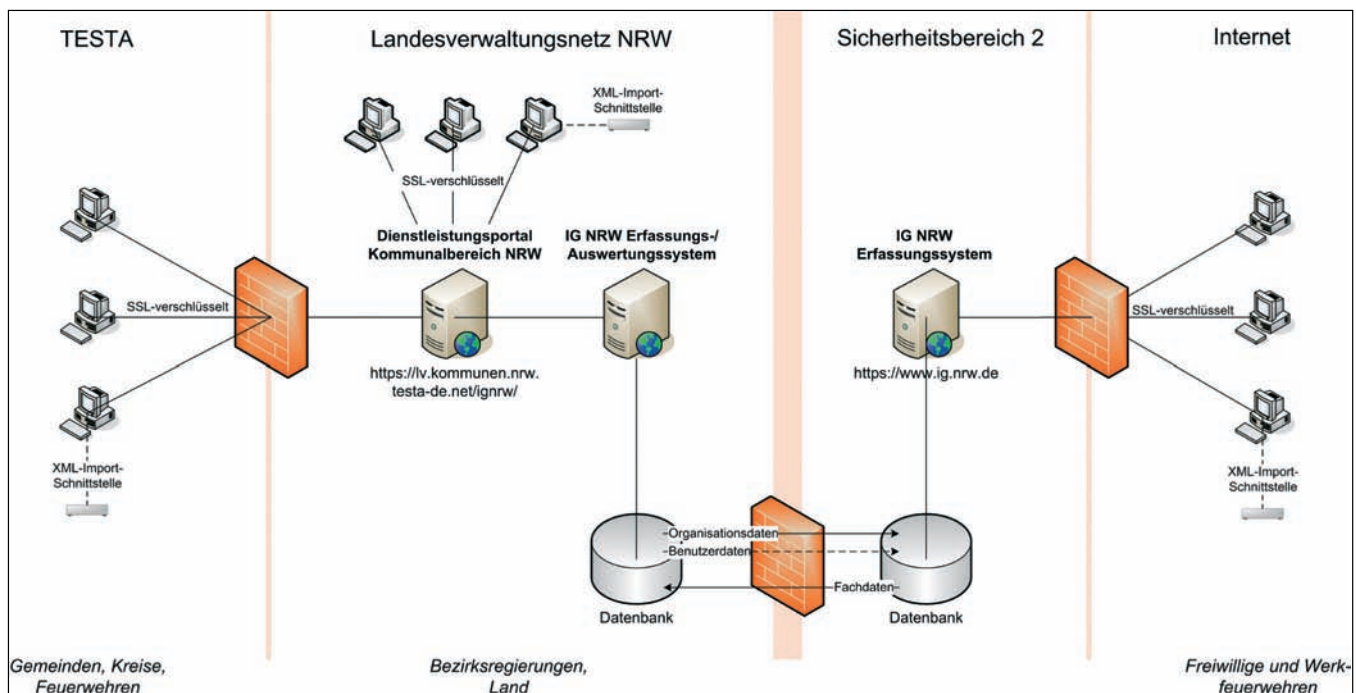 TESTA
Landesverwaltungsnetz NRW
Sicherheitsbereich 2
Internet
XML-Import-
Schnittstelle
SSL-verschlüsselt
Dienstleistungsportal
Kommunalbereich NRW
IG NRW Erfassungs-/
Auswertungssystem
IG NRW
Erfassungssystem
SSL-verschlüsselt
SSL-verschlüsselt
https://lv.kommunen.nrw.
testa-de.net/ignrw/
https://www.ig.nrw.de
XML-Import-
Schnittstelle
XML-Import-
Schnittstelle
Organisationsdaten
Benutzerdaten
Fachdaten
Datenbank
Datenbank
Gemeinden, Kreise,
Feuerwehren
Bezirksregierungen,
Land
Freiwillige und Werk-
feuerwehren